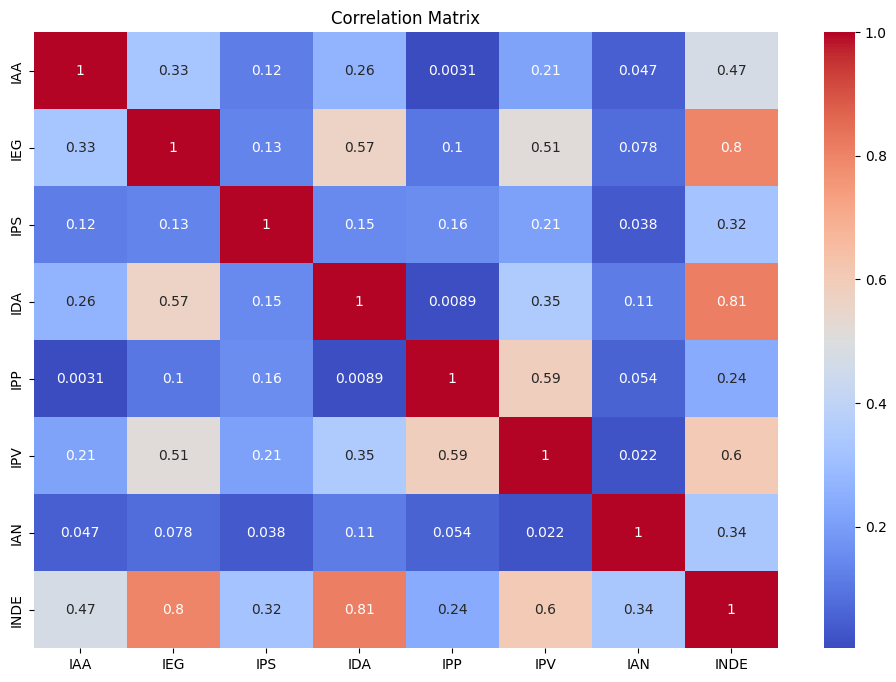 Correlation Matrix
IAA 1 0.33 0.12 0.26 0.0031 0.21 0.047 0.47
IEG 0.33 1 0.13 0.57 0.1 0.51 0.078 0.8
IPS 0.12 0.13 1 0.15 0.16 0.21 0.038 0.32
IDA 0.26 0.57 0.15 1 0.0089 0.35 0.11 0.81
IPP 0.0031 0.1 0.16 0.0089 1 0.59 0.054 0.24
IPV 0.21 0.51 0.21 0.35 0.59 1 0.022 0.6
IAN 0.047 0.078 0.038 0.11 0.054 0.022 1 0.34
INDE 0.47 0.8 0.32 0.81 0.24 0.6 0.34 1
IAA IEG IPS IDA IPP IPV IAN INDE
1.0
0.8
0.6
0.4
0.2